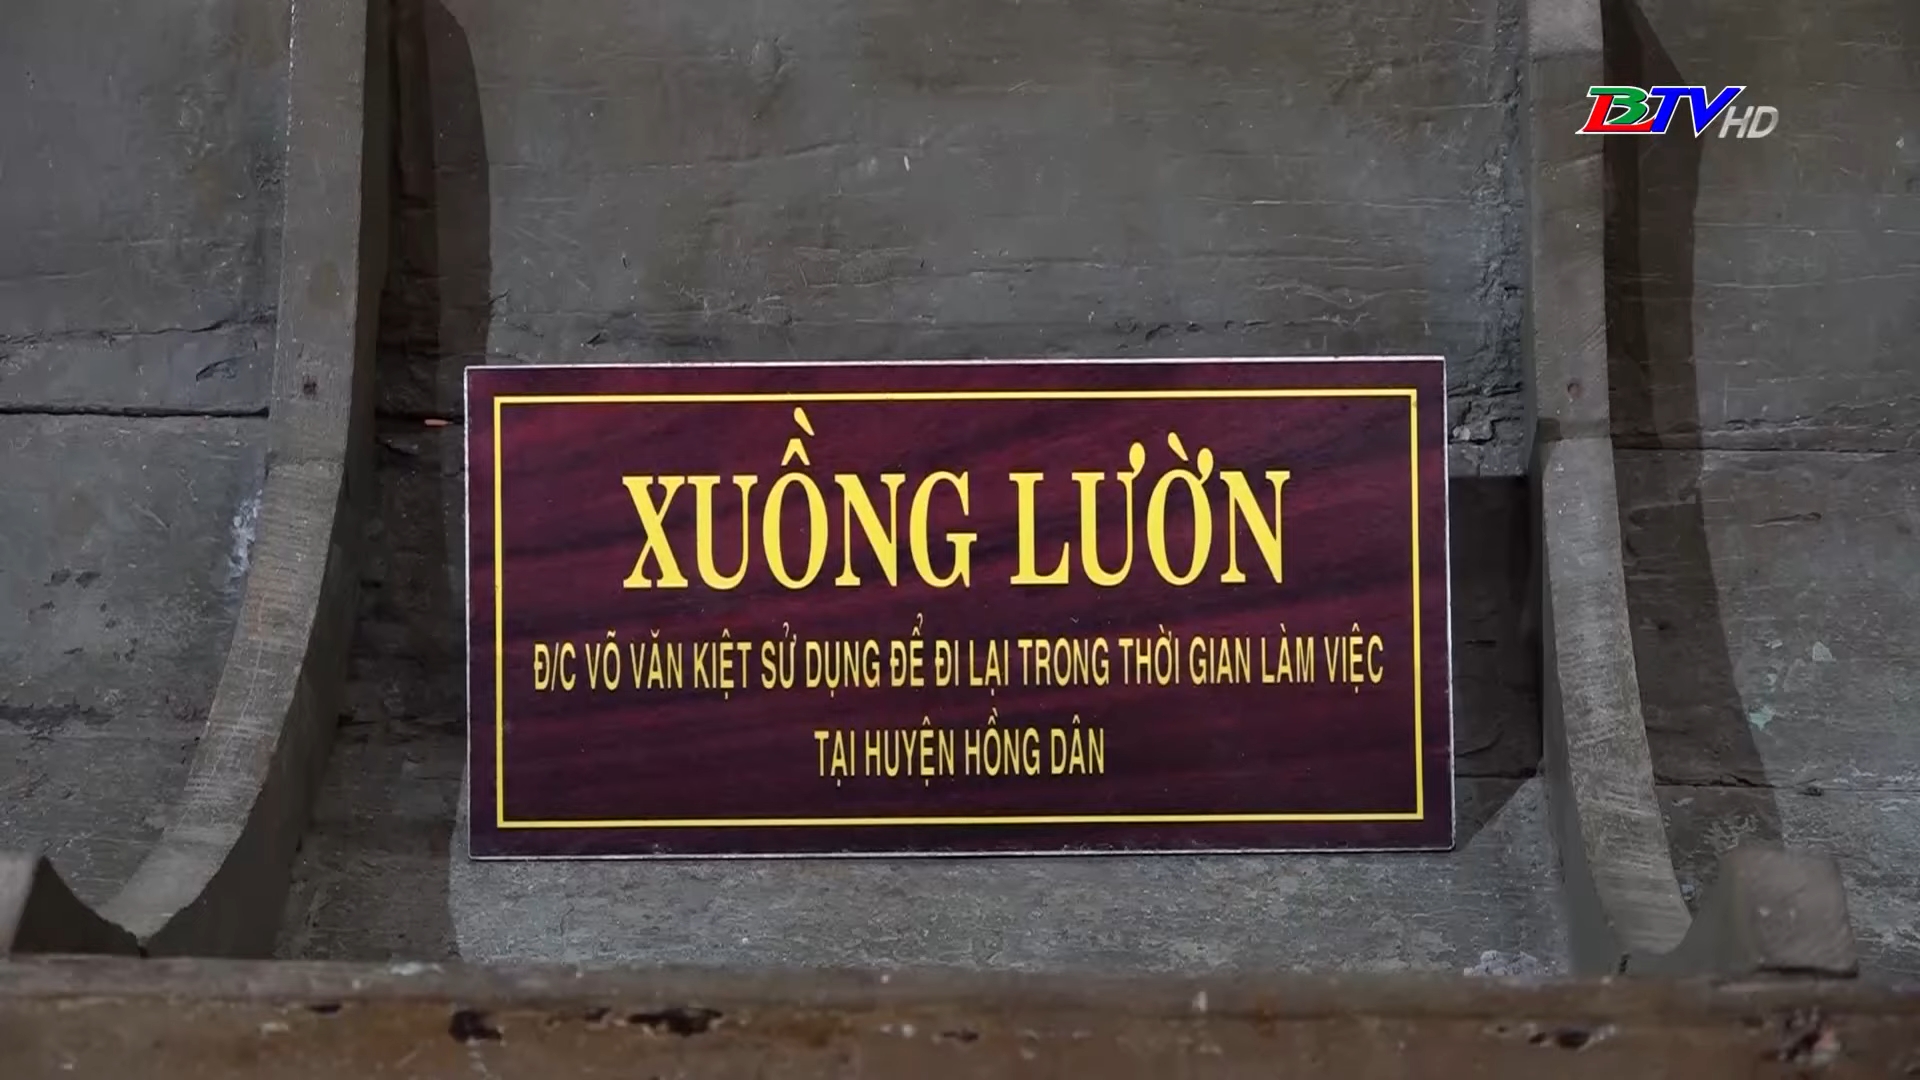 BTV HD
XUỒNG LƯỜN
Đ/C VÕ VĂN KIỆT SỬ DỤNG ĐỂ ĐI LẠI TRONG THỜI GIAN LÀM VIỆC
TẠI HUYỆN HỒNG DÂN